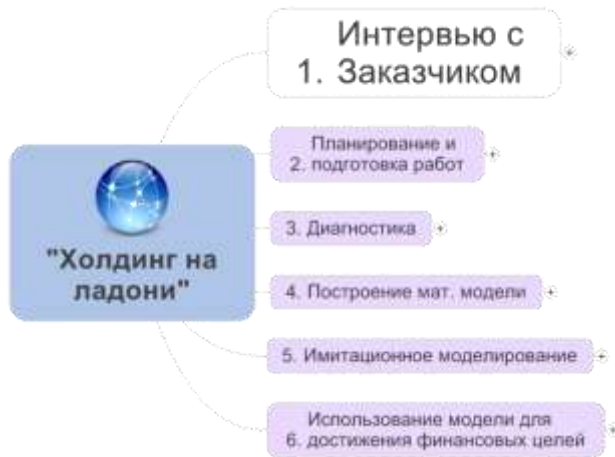 Интервью с
1. Заказчиком
Планирование и
2. подготовка работ
"Холдинг на
ладони"
3. Диагностика
4. Построение мат. модели
5. Имитационное моделирование
Использование модели для
6. достижения финансовых целей